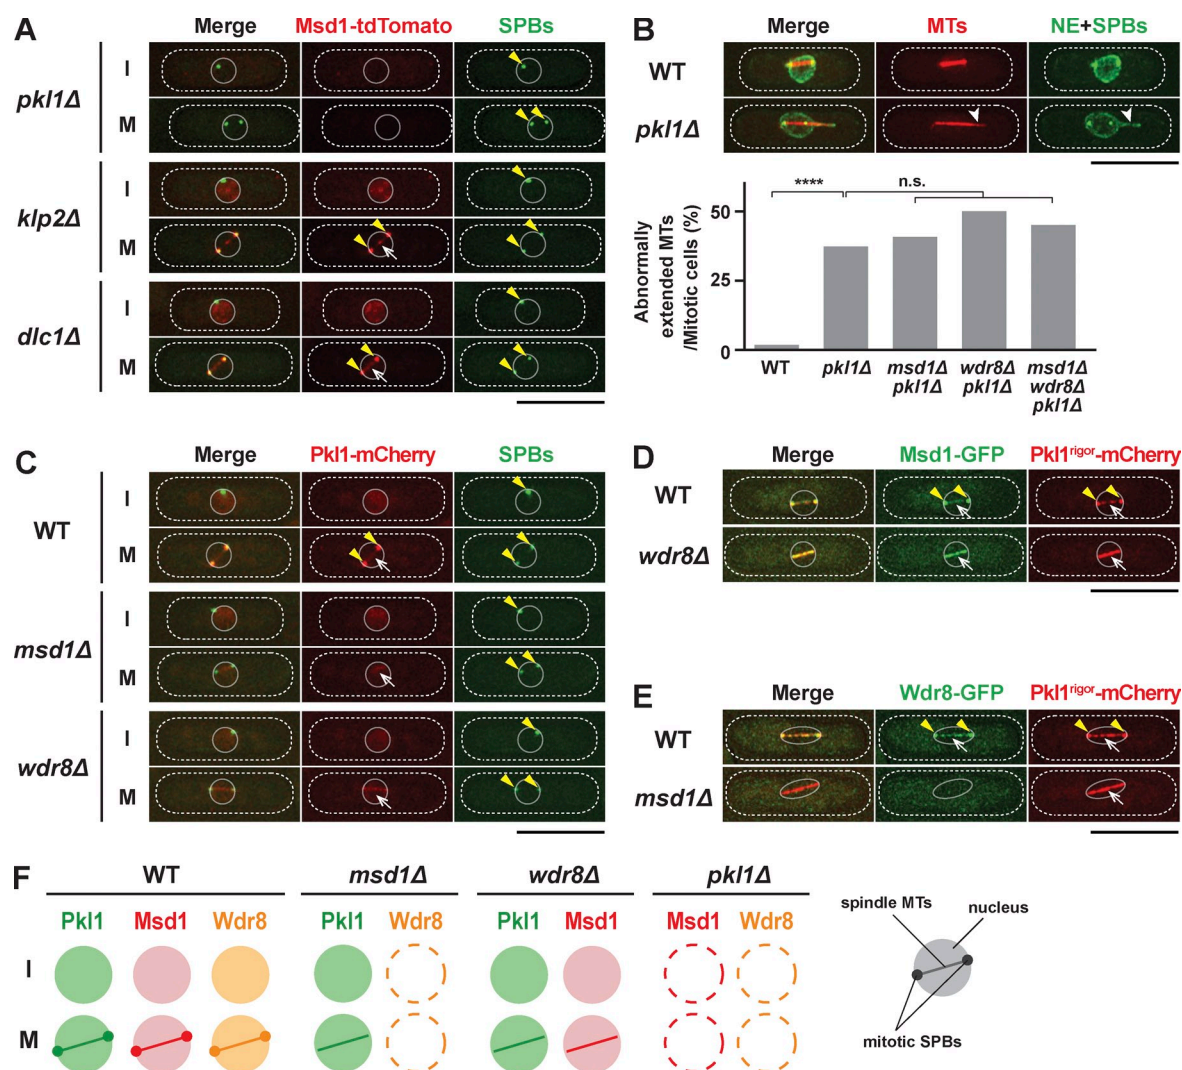 A
Merge Msd1-tdTomato SPBs
pkl1Δ
I
M
klp2Δ
I
M
dlc1Δ
I
M
B
Merge MTs NE+SPBs
WT
pkl1Δ
Abnormally
extended MTs
/Mitotic cells (%)
50
25
0
**** n.s.
WT pkl1Δ msd1Δ wdr8Δ msd1Δ
pkl1Δ pkl1Δ wdr8Δ
pkl1Δ
C
Merge Pkl1-mCherry SPBs
WT
I
M
msd1Δ
I
M
wdr8Δ
I
M
D
Merge Msd1-GFP Pkl1rigor-mCherry
WT
wdr8Δ
E
Merge Wdr8-GFP Pkl1rigor-mCherry
WT
msd1Δ
F
WT msd1Δ wdr8Δ pkl1Δ
Pkl1 Msd1 Wdr8 Pkl1 Wdr8 Pkl1 Msd1 Msd1 Wdr8
I
M
spindle MTs
nucleus
mitotic SPBs